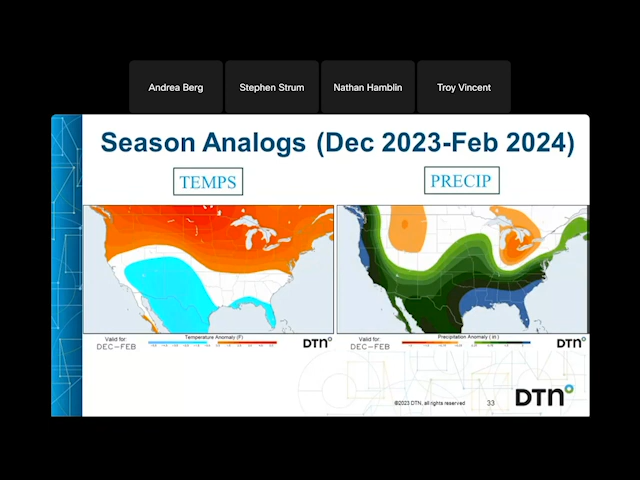 Andrea Berg
Stephen Strum
Nathan Hamblin
Troy Vincent
Season Analogs (Dec 2023-Feb 2024)
TEMPS
PRECIP
Valid for:
DEC-FEB
Temperature Anomaly (F)
DTN
Valid for:
DEC-FEB
Precipitation Anomaly (in.)
DTN
©2023 DTN, all rights reserved
33
DTN